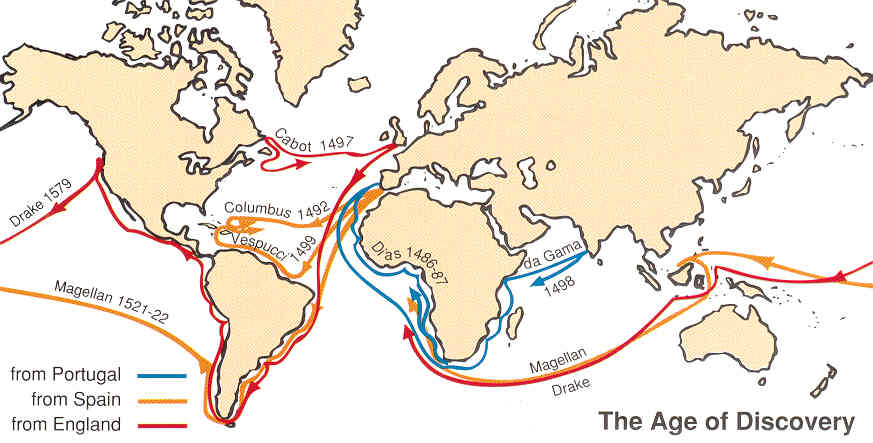 Cabot 1497
Drake 1579
Columbus 1492
Vespucci 1499
Dias 1486-87
da Gama
1498
Magellan 1521-22
Magellan
Drake
from Portugal
from Spain
from England
The Age of Discovery